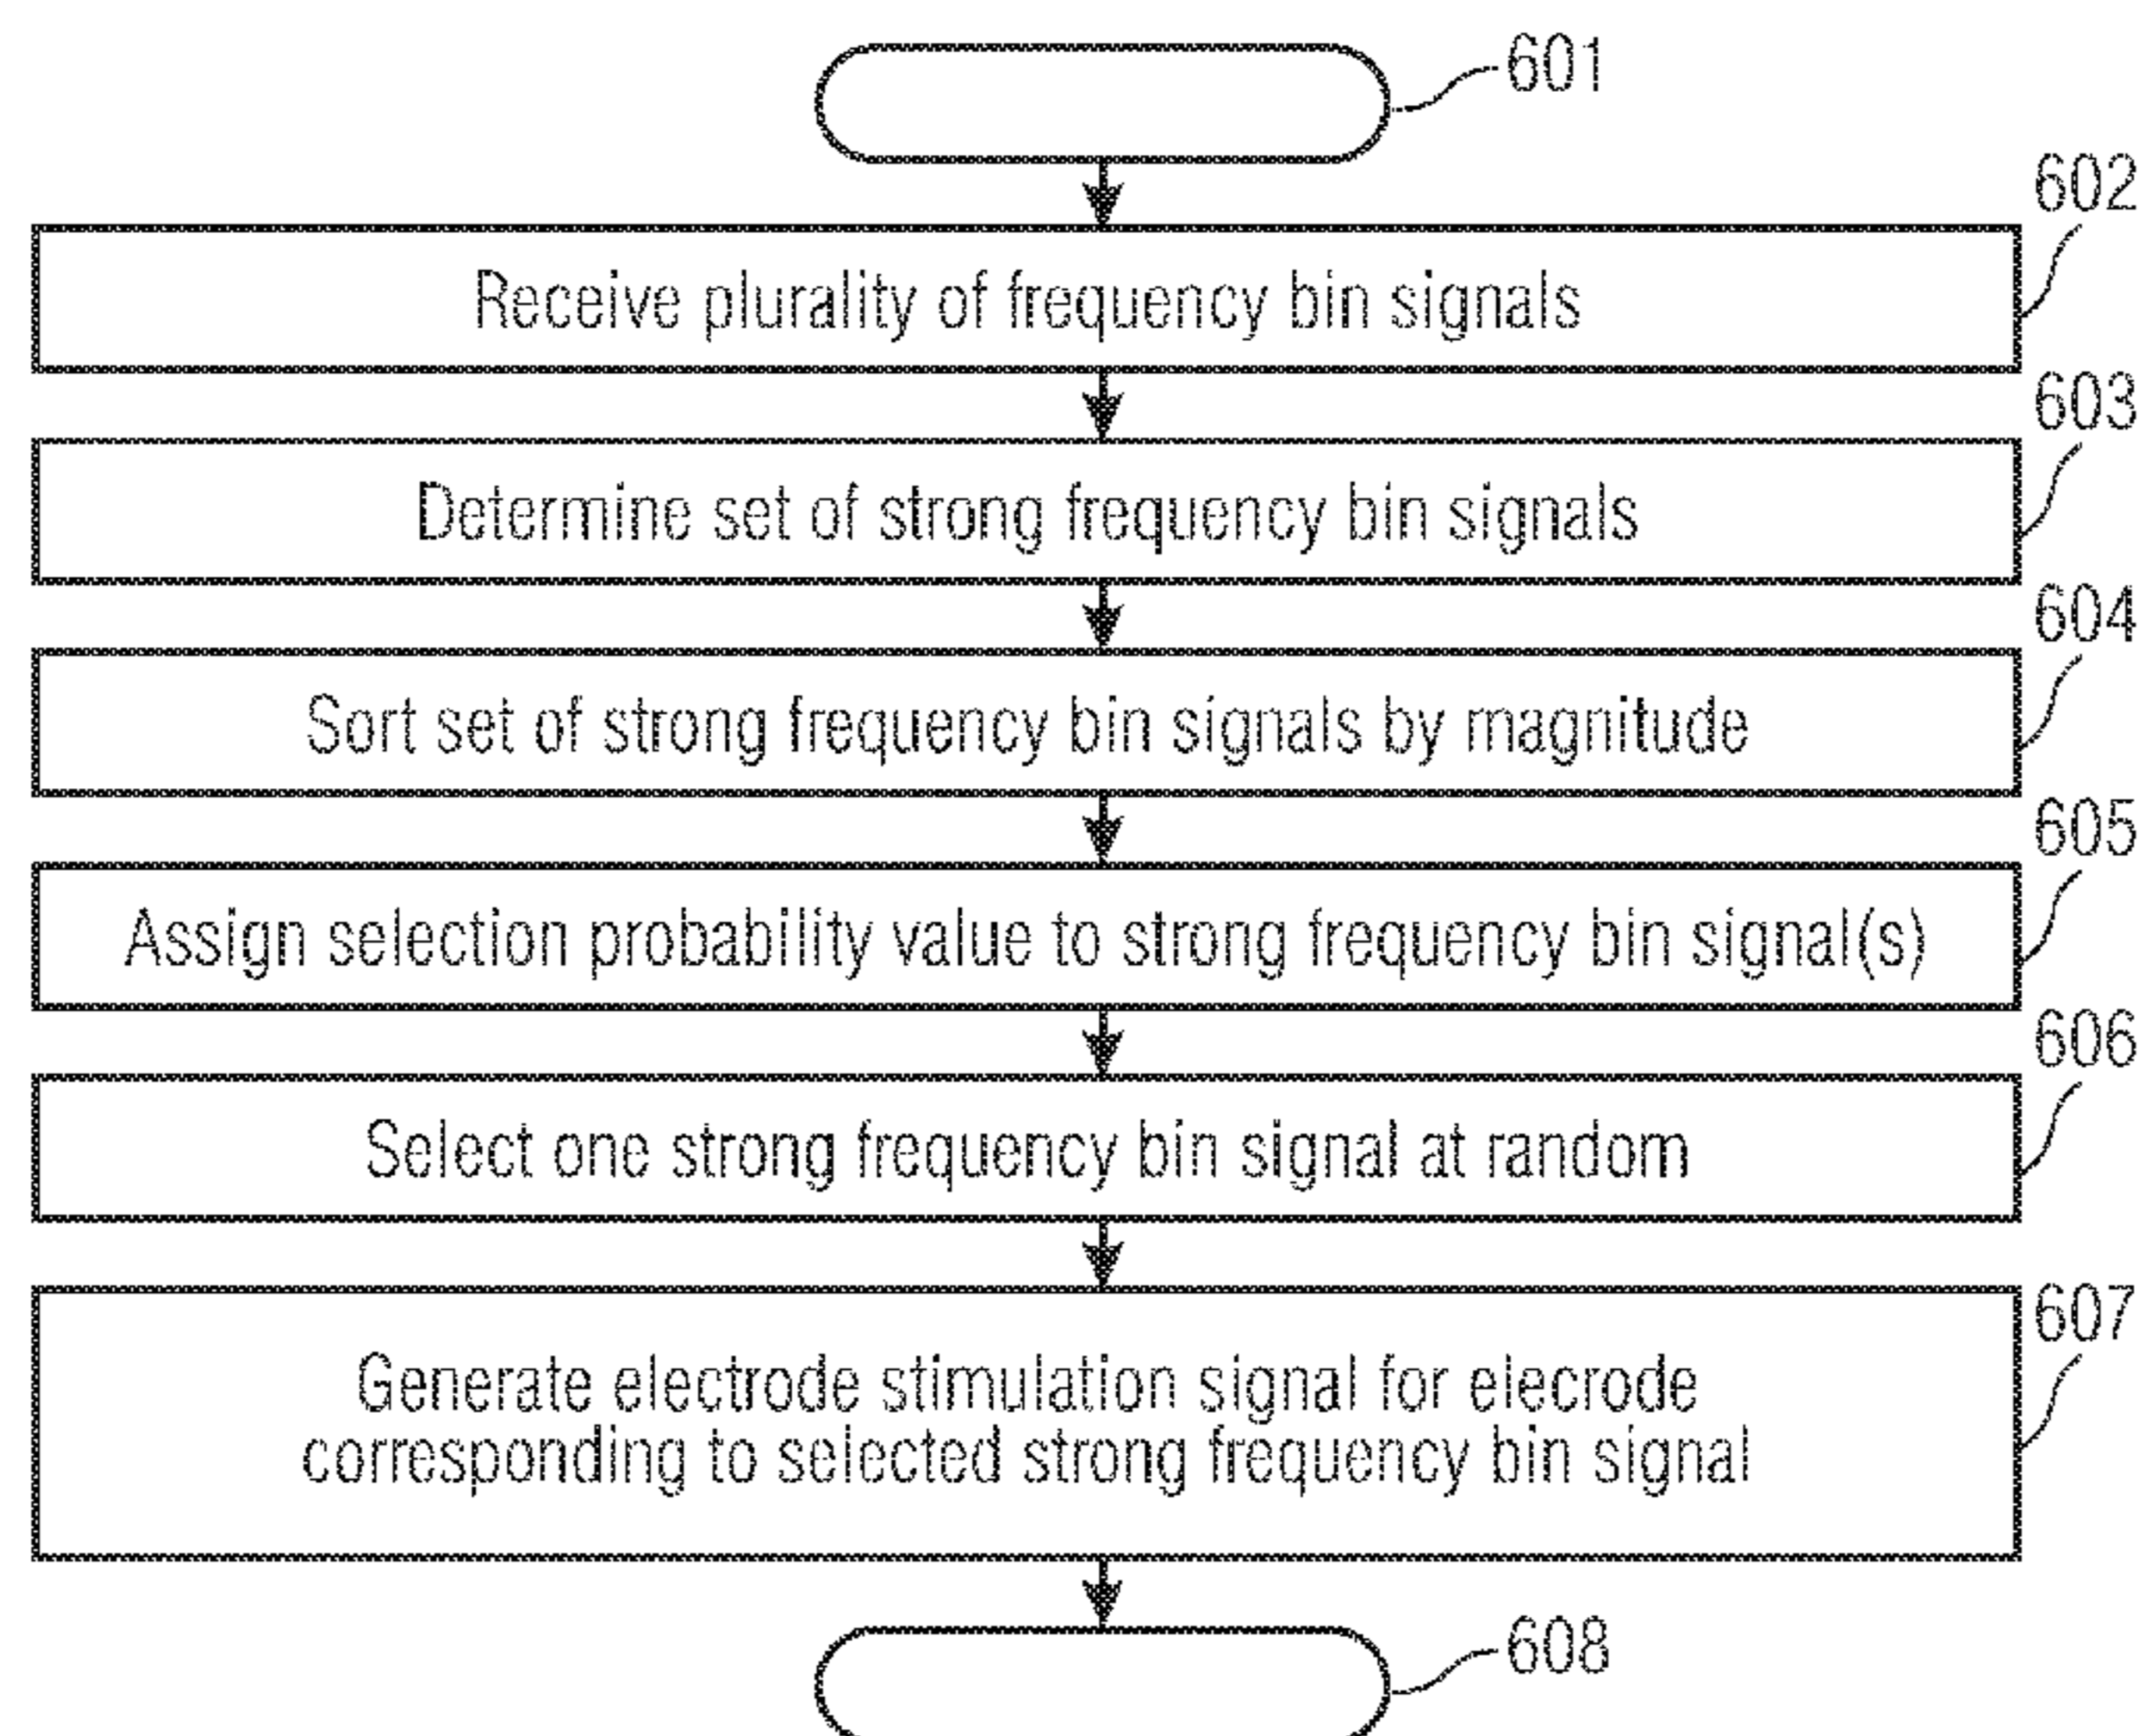 601
602
Receive plurality of frequency bin signals
603
Determine set of strong frequency bin signals
604
Sort set of strong frequency bin signals by magnitude
605
Assign selection probability value to strong frequency bin signal(s)
606
Select one strong frequency bin signal at random
607
Generate electrode stimulation signal for elecrode
corresponding to selected strong frequency bin signal
608